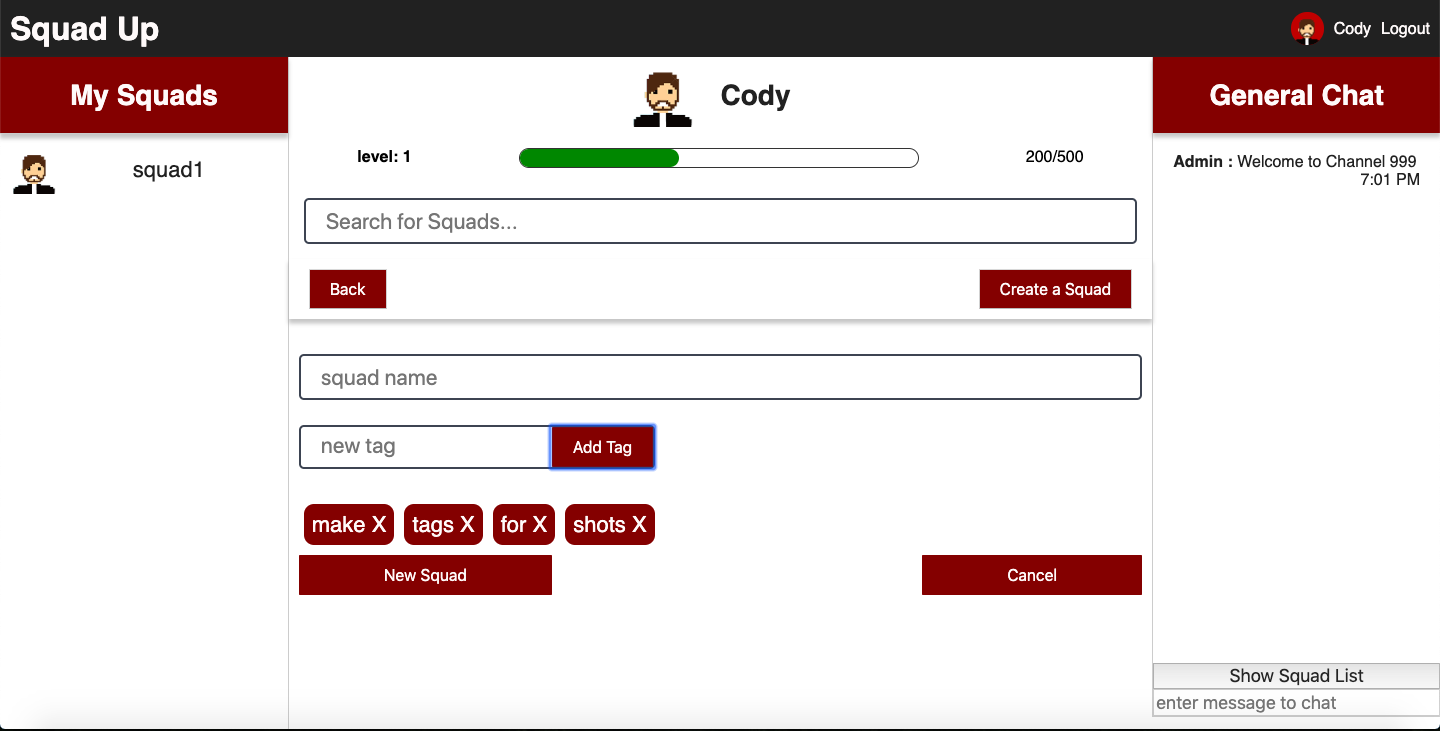 Squad Up
Cody Logout
My Squads
squad1
Cody
level: 1
200/500
Search for Squads...
Back
Create a Squad
squad name
new tag
Add Tag
make X tags X for X shots X
New Squad
Cancel
General Chat
Admin : Welcome to Channel 999
7:01 PM
Show Squad List
enter message to chat